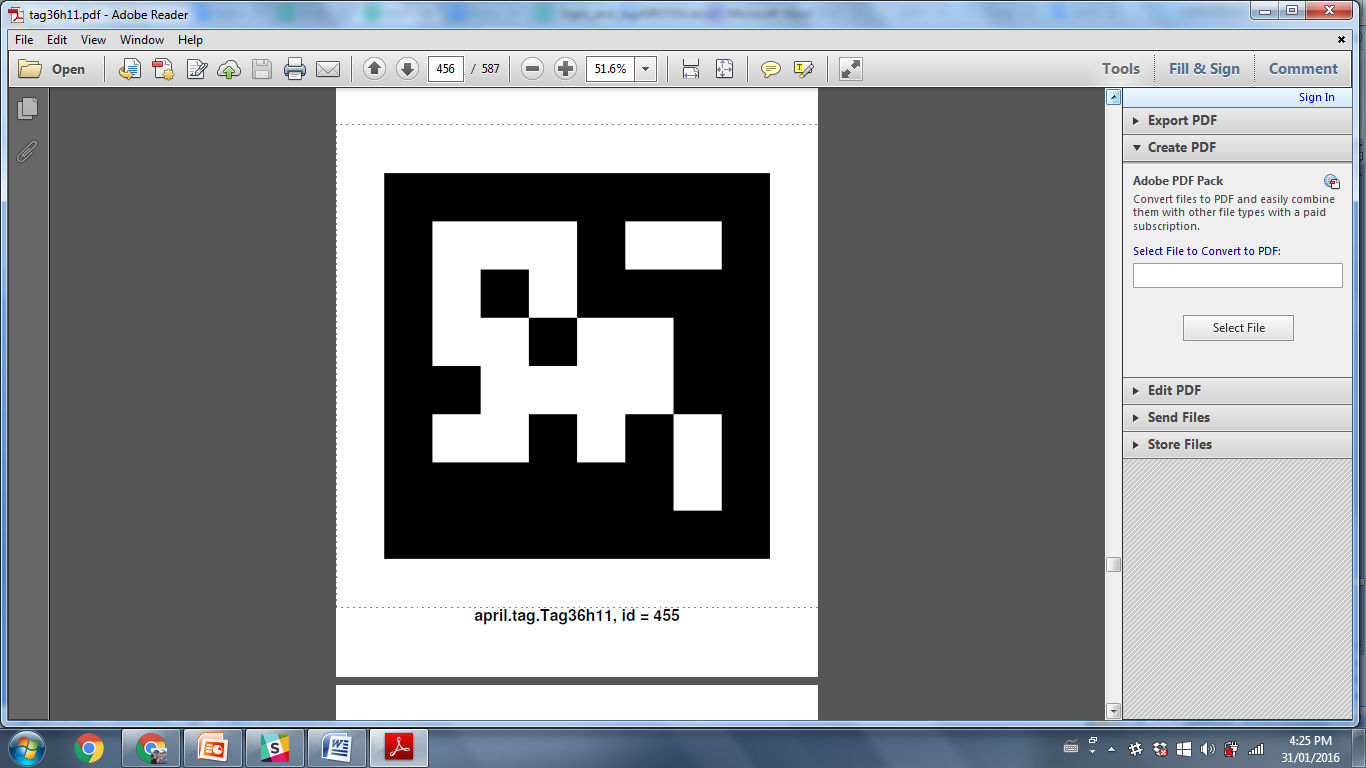 tag36h11.pdf - Adobe Reader
File Edit View Window Help
Open 456 / 587 51.6% Tools Fill & Sign Comment
Sign In
Export PDF
Create PDF
Adobe PDF Pack
Convert files to PDF and easily combine
them with other file types with a paid
subscription.
Select File to Convert to PDF:
Select File
Edit PDF
Send Files
Store Files
april.tag.Tag36h11, id = 455
4:25 PM
31/01/2016